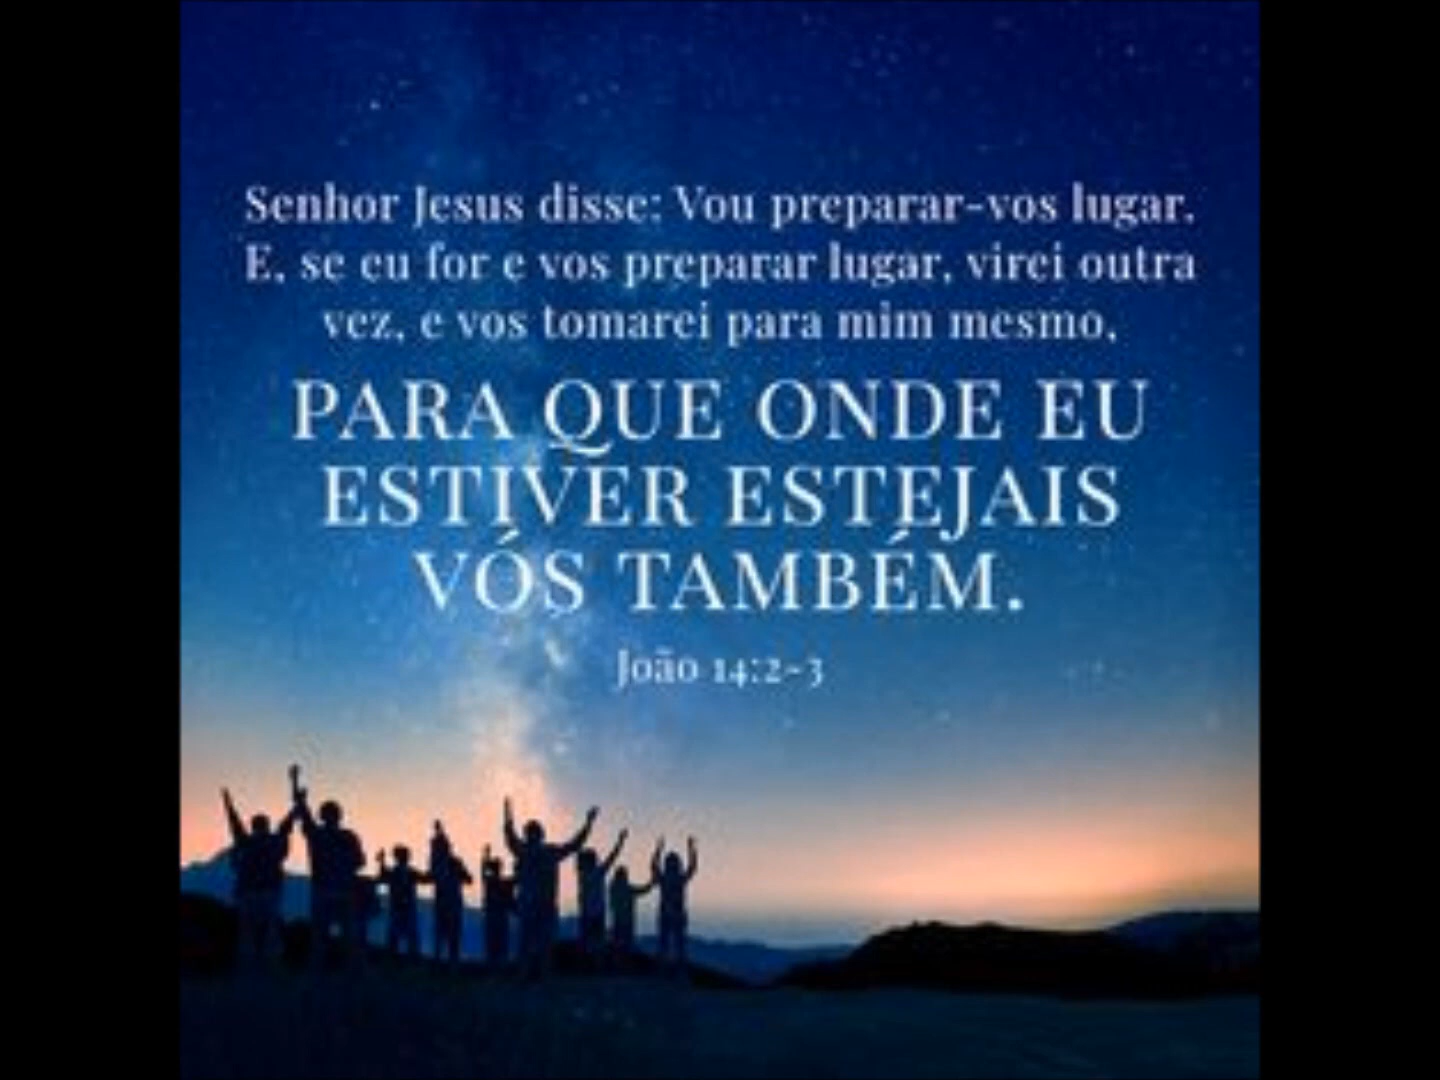 Senhor Jesus disse: Vou preparar-vos lugar.
E, se eu for e vos preparar lugar, virei outra
vez, e vos tomarei para mim mesmo,
PARA QUE ONDE EU
ESTIVER ESTEJAIS
VÓS TAMBÉM.
João 14:2-3